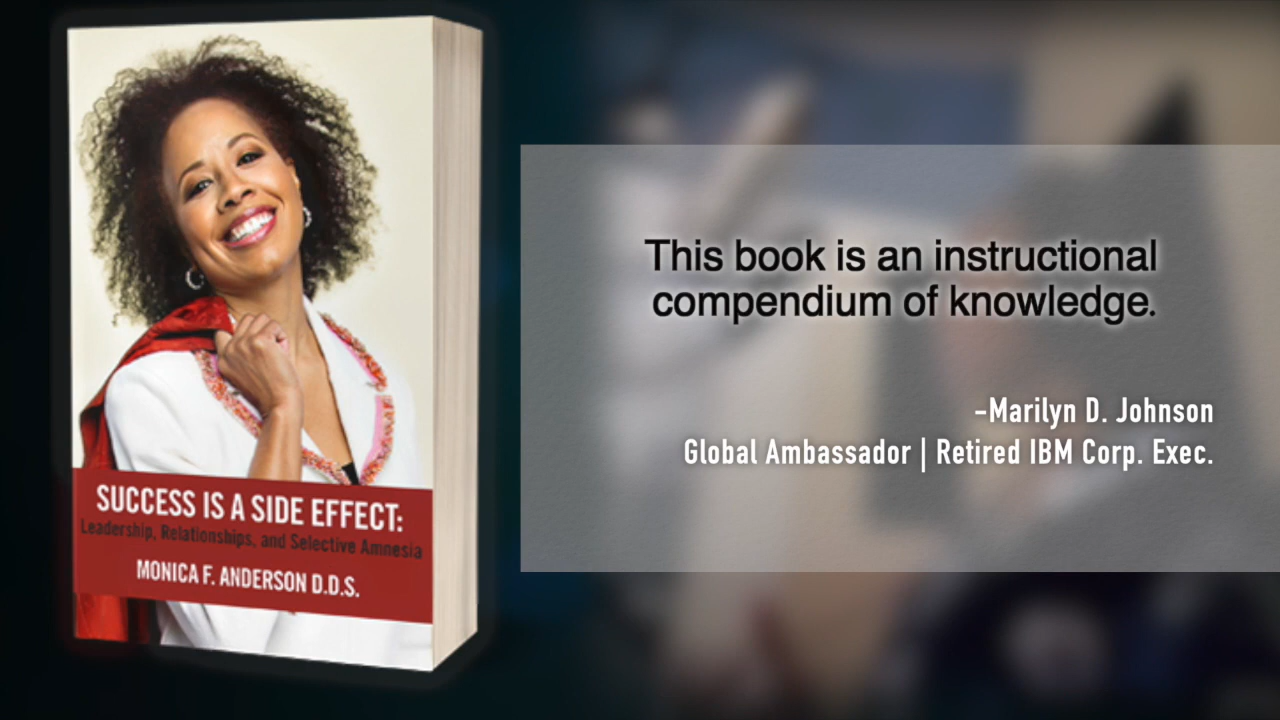 SUCCESS IS A SIDE EFFECT:
Leadership, Relationships, and Selective Amnesia
MONICA F. ANDERSON D.D.S.
This book is an instructional
compendium of knowledge.
-Marilyn D. Johnson
Global Ambassador | Retired IBM Corp. Exec.